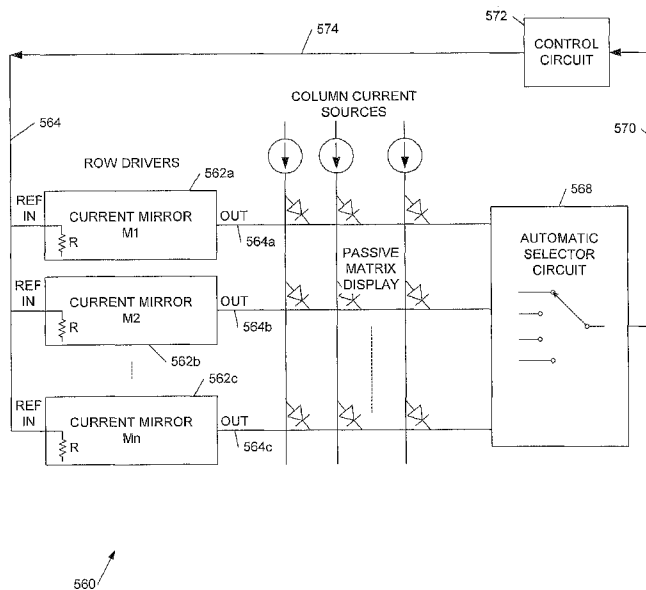 572
574
CONTROL
CIRCUIT
COLUMN CURRENT
SOURCES
564
570
ROW DRIVERS
562a
568
REF
IN
CURRENT MIRROR
M1
R
OUT
564a
AUTOMATIC
SELECTOR
CIRCUIT
PASSIVE
MATRIX
DISPLAY
REF
IN
CURRENT MIRROR
M2
R
OUT
564b
562b
562c
REF
IN
CURRENT MIRROR
Mn
R
OUT
564c
560